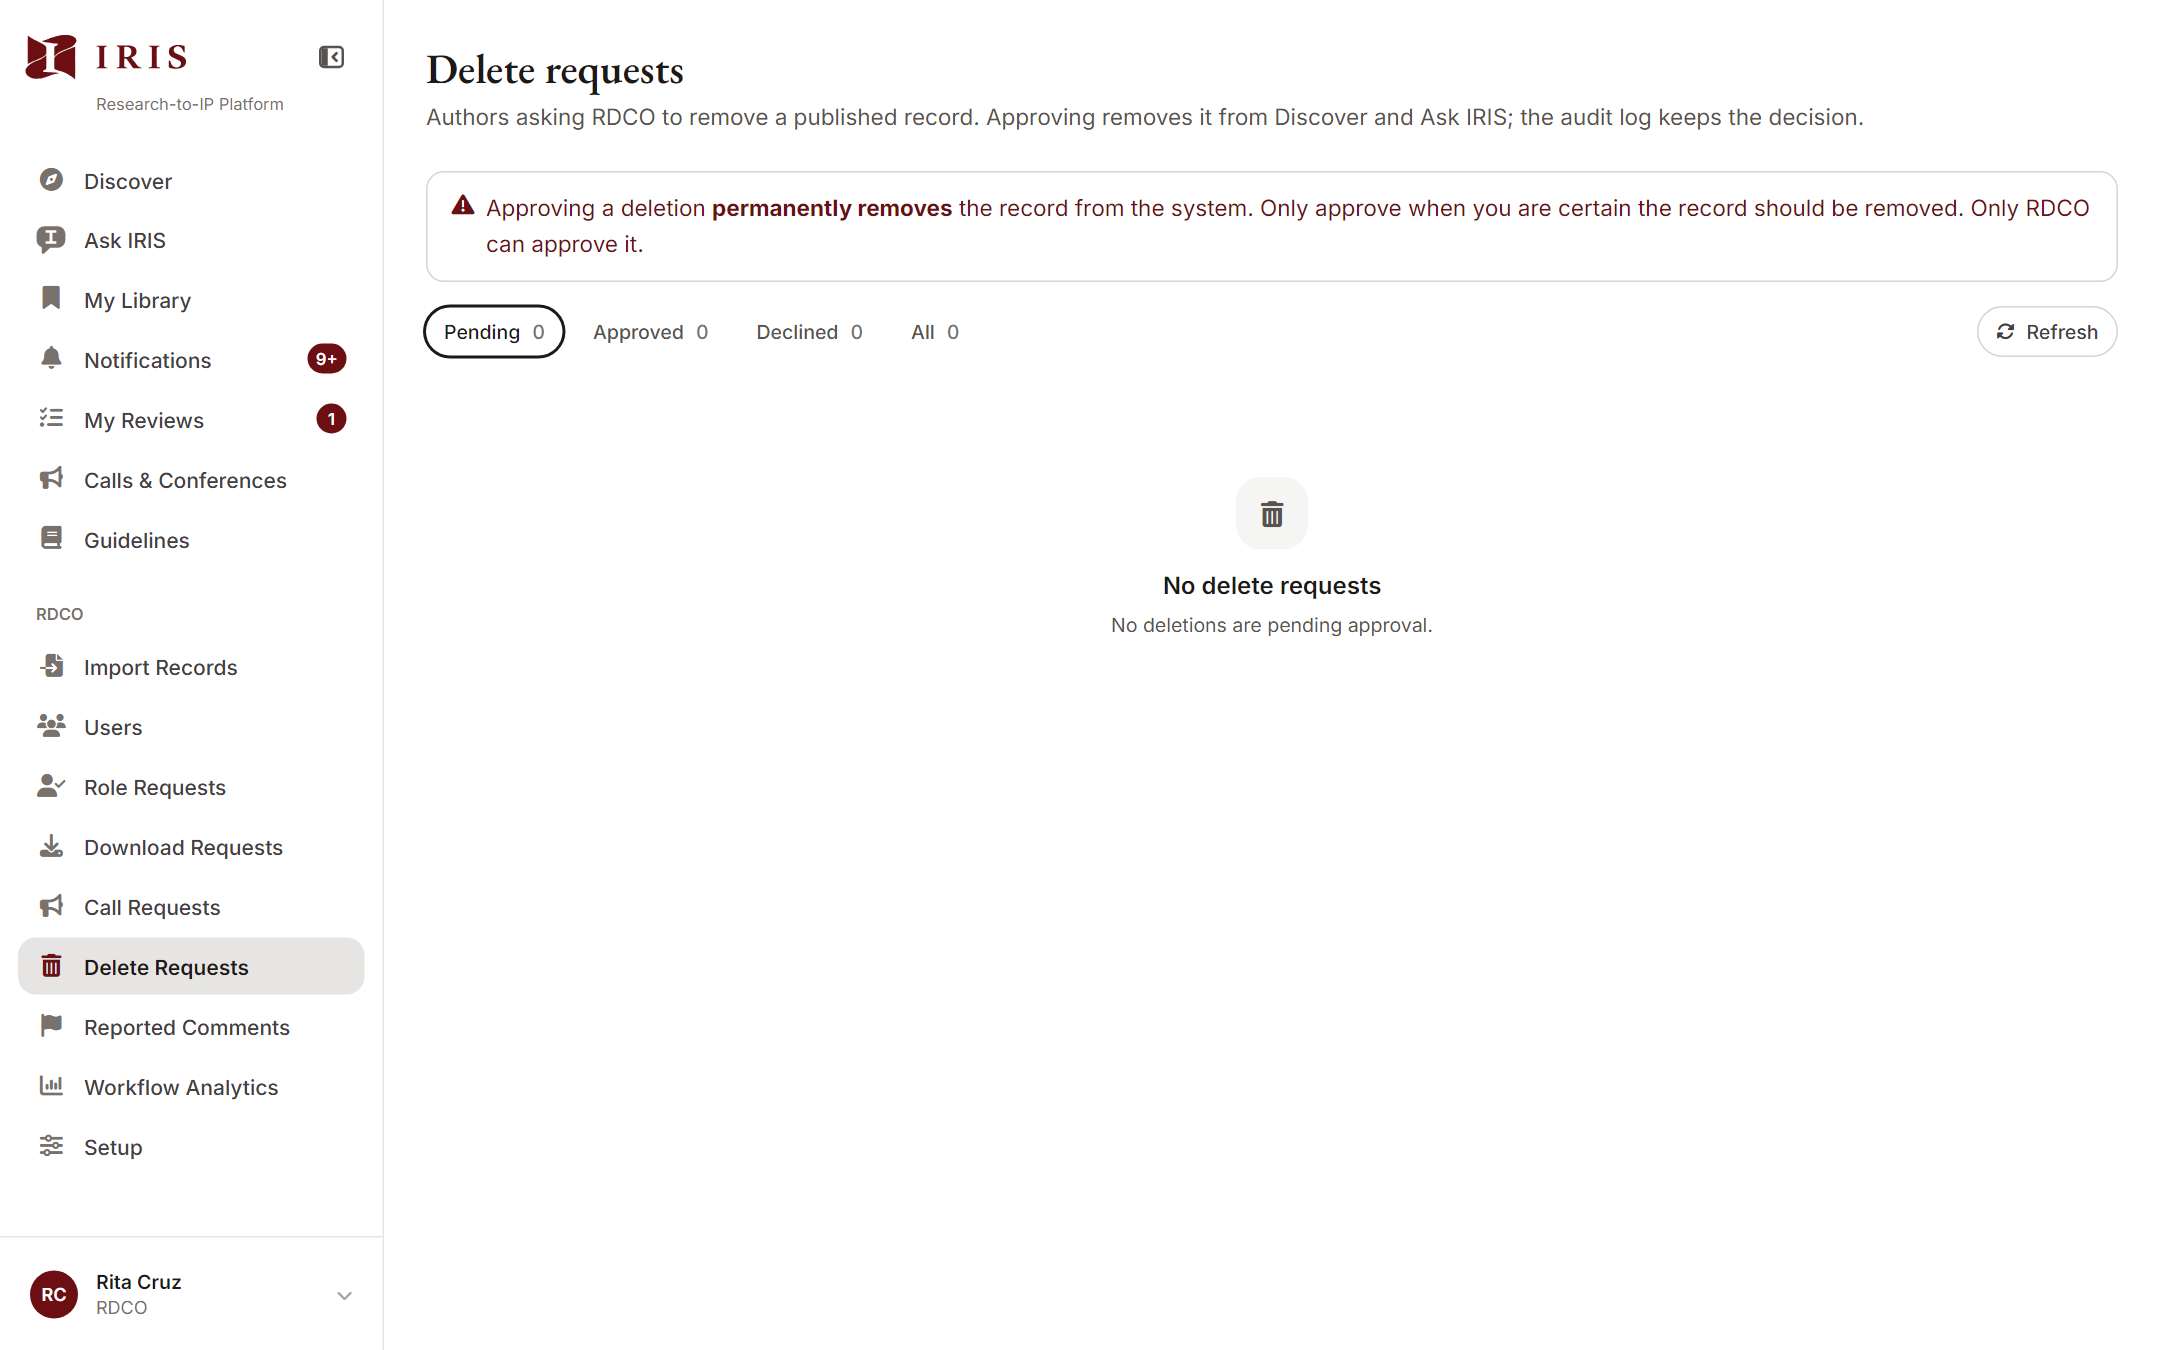 IRIS
Research-to-IP Platform
Discover
Ask IRIS
My Library
Notifications 9+
My Reviews 1
Calls & Conferences
Guidelines
RDCO
Import Records
Users
Role Requests
Download Requests
Call Requests
Delete Requests
Reported Comments
Workflow Analytics
Setup
RC
Rita Cruz
RDCO
Delete requests
Authors asking RDCO to remove a published record. Approving removes it from Discover and Ask IRIS; the audit log keeps the decision.
Approving a deletion permanently removes the record from the system. Only approve when you are certain the record should be removed. Only RDCO
can approve it.
Pending 0 Approved 0 Declined 0 All 0 Refresh
No delete requests
No deletions are pending approval.